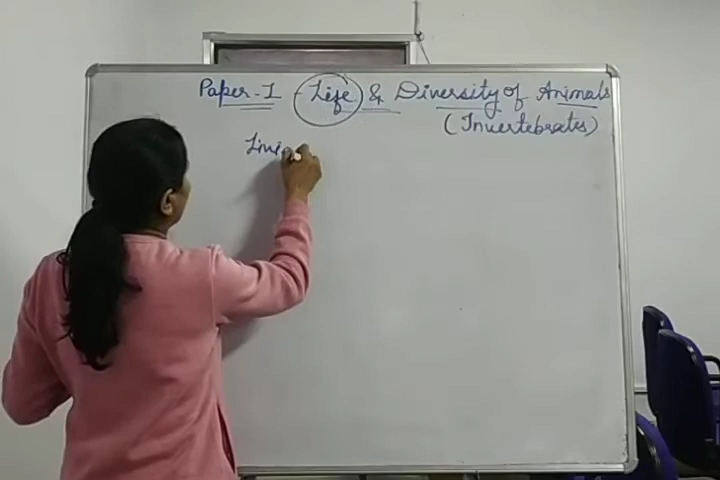 Paper-I - Life & Diversity of Animals
(Invertebrates)